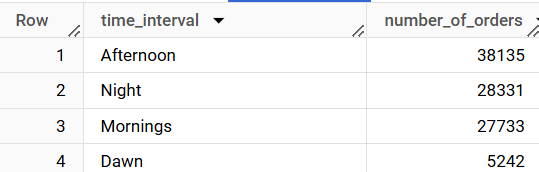 Row time_interval number_of_orders
1 Afternoon 38135
2 Night 28331
3 Mornings 27733
4 Dawn 5242